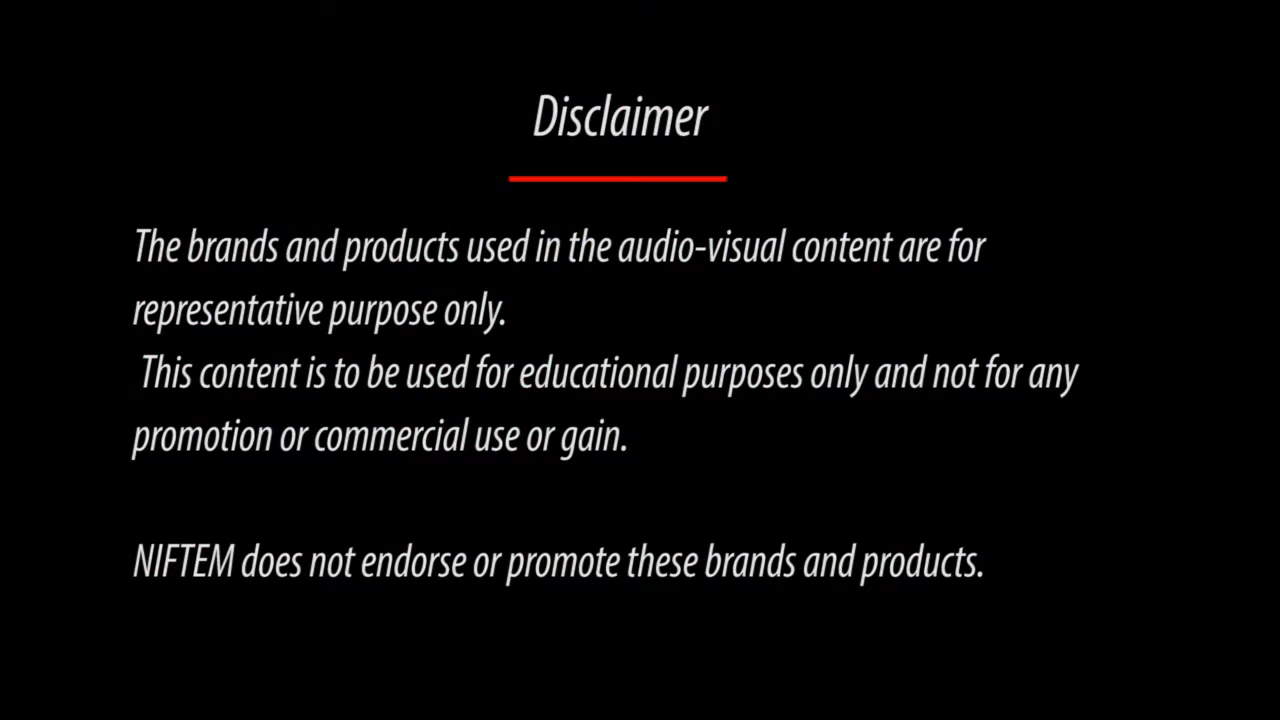 Disclaimer
The brands and products used in the audio-visual content are for
representative purpose only.
This content is to be used for educational purposes only and not for any
promotion or commercial use or gain.
NIFTEM does not endorse or promote these brands and products.